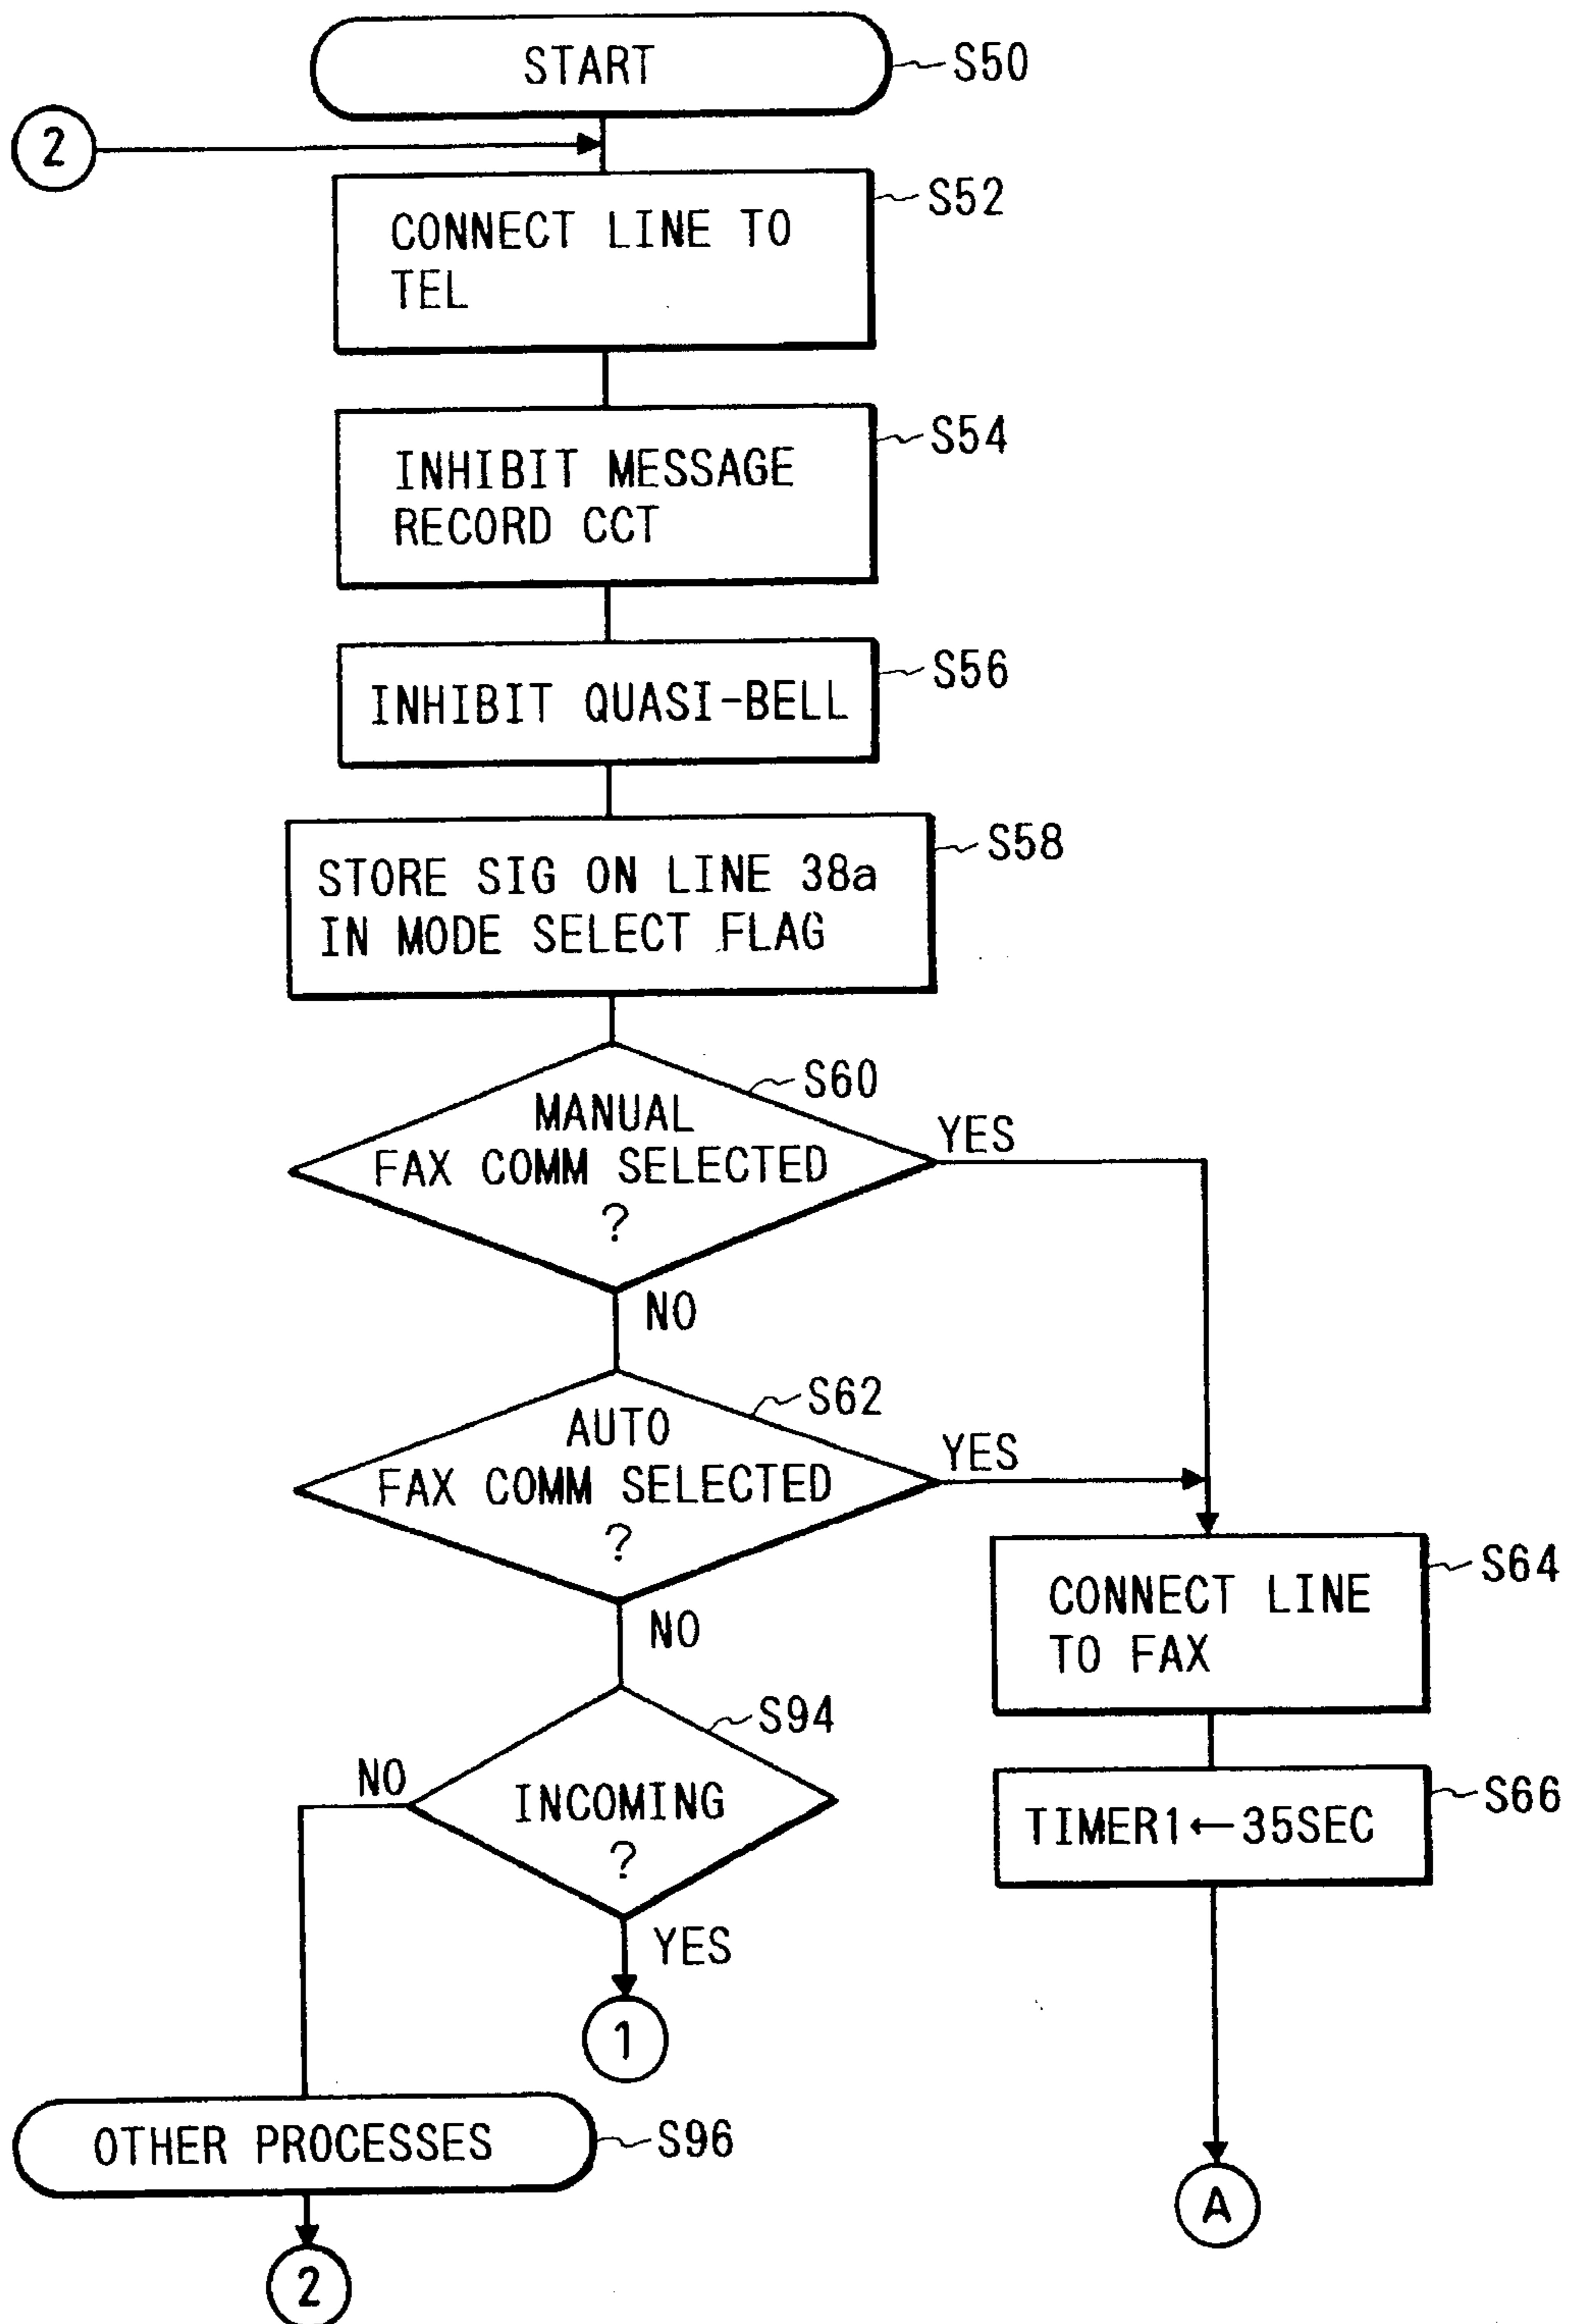 START
S50
2
CONNECT LINE TO
TEL
S52
INHIBIT MESSAGE
RECORD CCT
S54
INHIBIT QUASI-BELL
S56
STORE SIG ON LINE 38a
IN MODE SELECT FLAG
S58
S60
MANUAL
FAX COMM SELECTED
?
YES
NO
S62
AUTO
FAX COMM SELECTED
?
YES
NO
CONNECT LINE
TO FAX
S64
S94
INCOMING
?
NO
YES
TIMER1←35SEC
S66
1
OTHER PROCESSES
S96
A
2